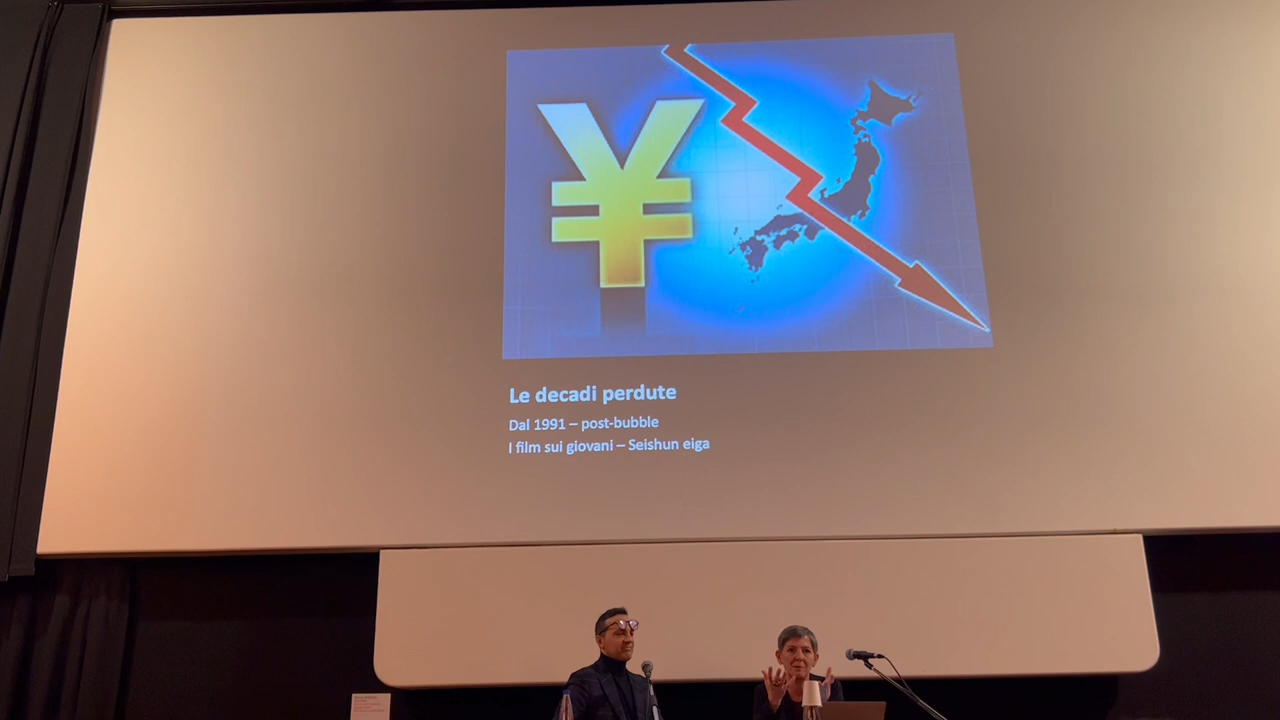 ¥
Le decadi perdute
Dal 1991 – post-bubble
I film sui giovani – Seishun eiga